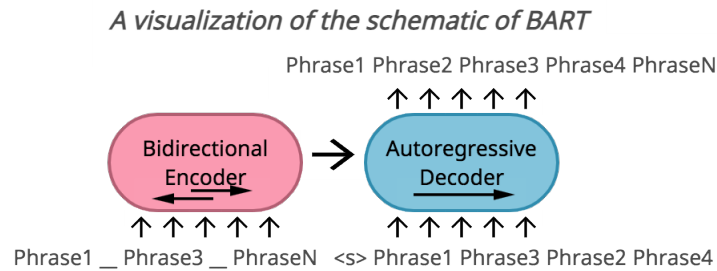 A visualization of the schematic of BART
Phrase1 Phrase2 Phrase3 Phrase4 PhraseN
Bidirectional
Encoder
Autoregressive
Decoder
Phrase1 __ Phrase3 __ PhraseN
<s> Phrase1 Phrase3 Phrase2 Phrase4